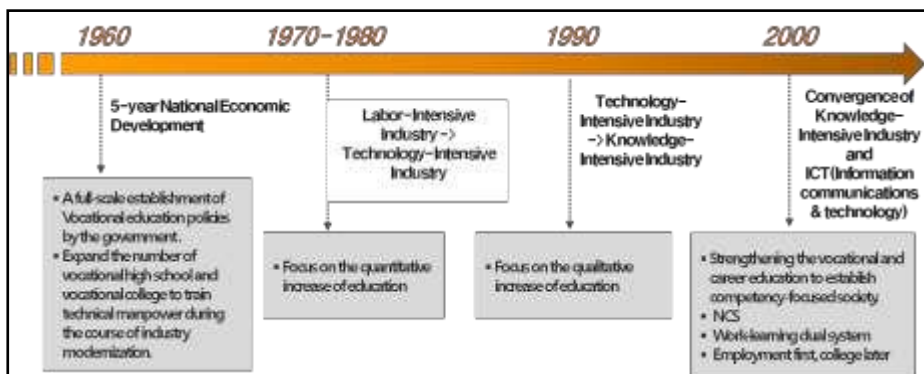 1960
1970-1980
1990
2000
5-year National Economic
Development
Labor-Intensive
Industry ->
Technology-Intensive
Industry
Technology-
Intensive Industry
-> Knowledge-
Intensive Industry
Convergence of
Knowledge-
Intensive Industry
and
ICT(Information
communications
& technology)
▪ A full-scale establishment of
Vocational education policies
by the government.
▪ Expand the number of
vocational high school and
vocational college to train
technical manpower during
the course of industry
modernization.
▪ Focus on the quantitative
increase of education
▪ Focus on the qualitative
increase of education
▪ Strengthening the vocational and
career education to establish
competency-focused society
▪ NCS
▪ Work-learning dual system
▪ Employment first, college later